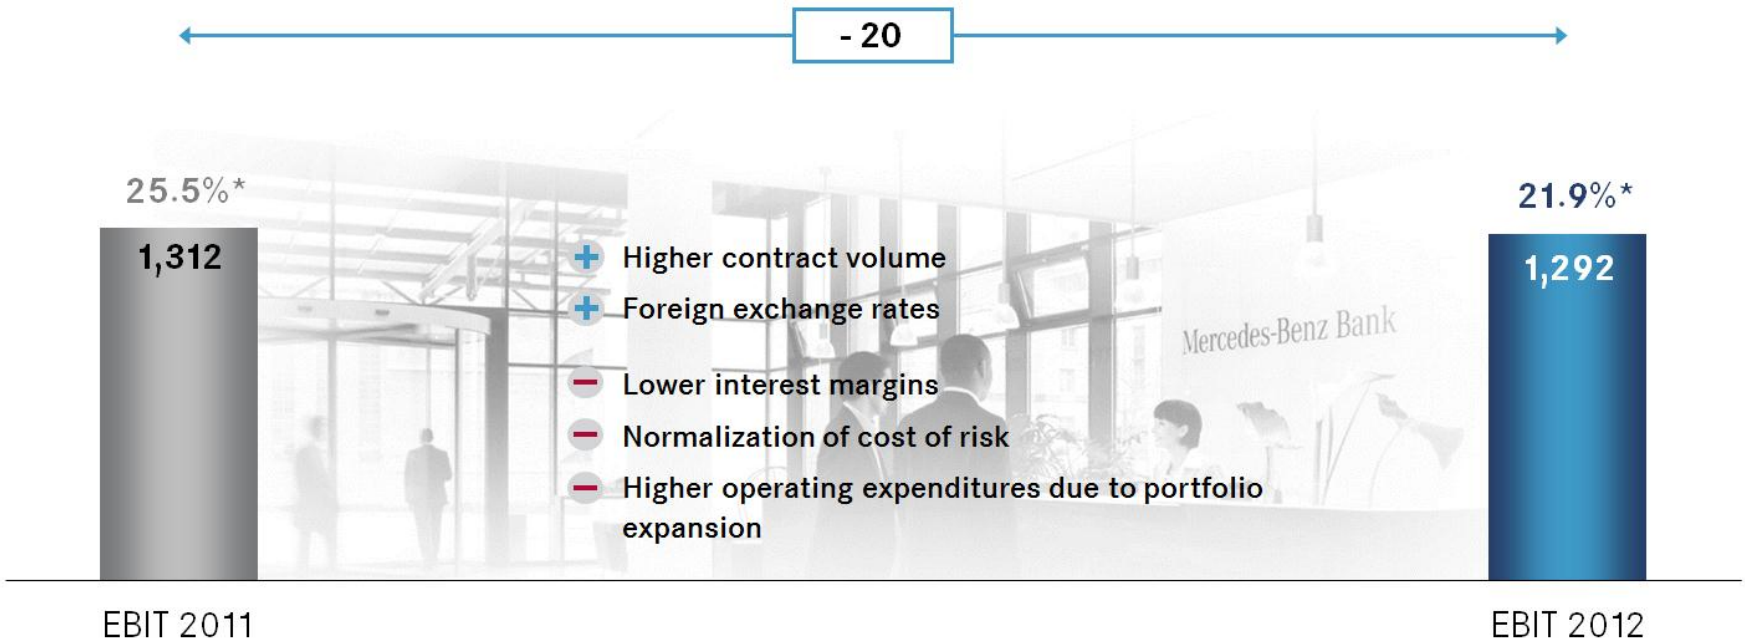 - 20
25.5%*
1,312
21.9%*
1,292
+ Higher contract volume
+ Foreign exchange rates
− Lower interest margins
− Normalization of cost of risk
− Higher operating expenditures due to portfolio
expansion
Mercedes-Benz Bank
EBIT 2011
EBIT 2012